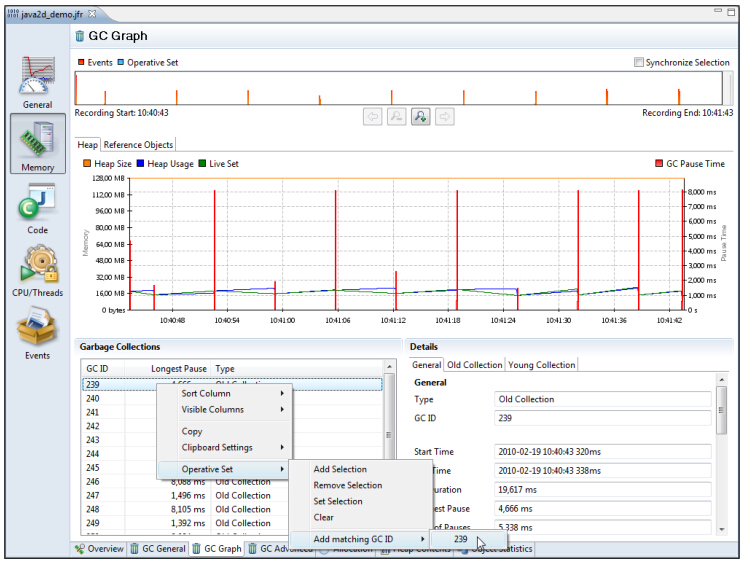 java2d_demo.jfr
GC Graph
Events Operative Set Synchronize Selection
Recording Start: 10:40:43 Recording End: 10:41:43
General
Memory
Code
CPU/Threads
Events
Heap Reference Objects
Heap Size Heap Usage Live Set GC Pause Time
128,00 MB
112,00 MB
96,00 MB
80,00 MB
64,00 MB
48,00 MB
32,00 MB
16,00 MB
0 bytes
Memory
8,000 ms
7,000 ms
6,000 ms
5,000 ms
4,000 ms
3,000 ms
2,000 ms
1,000 ms
0 s
Pause Time
10:40:48 10:40:54 10:41:00 10:41:06 10:41:12 10:41:18 10:41:24 10:41:30 10:41:36 10:41:42
Garbage Collections
GC ID Longest Pause Type
239
240
241
242
243
244
245
246 8,088 ms Old Collection
247 1,496 ms Old Collection
248 8,105 ms Old Collection
249 1,392 ms Old Collection
Sort Column
Visible Columns
Copy
Clipboard Settings
Operative Set
Add Selection
Remove Selection
Set Selection
Clear
Add matching GC ID
239
Details
General Old Collection Young Collection
General
Type Old Collection
GC ID 239
Start Time 2010-02-19 10:40:43 320ms
Time 2010-02-19 10:40:43 338ms
19,617 ms
Pause 4,666 ms
of Pauses 5,338 ms
Overview GC General GC Graph GC Advanced Allocation Heap Contents Object Statistics